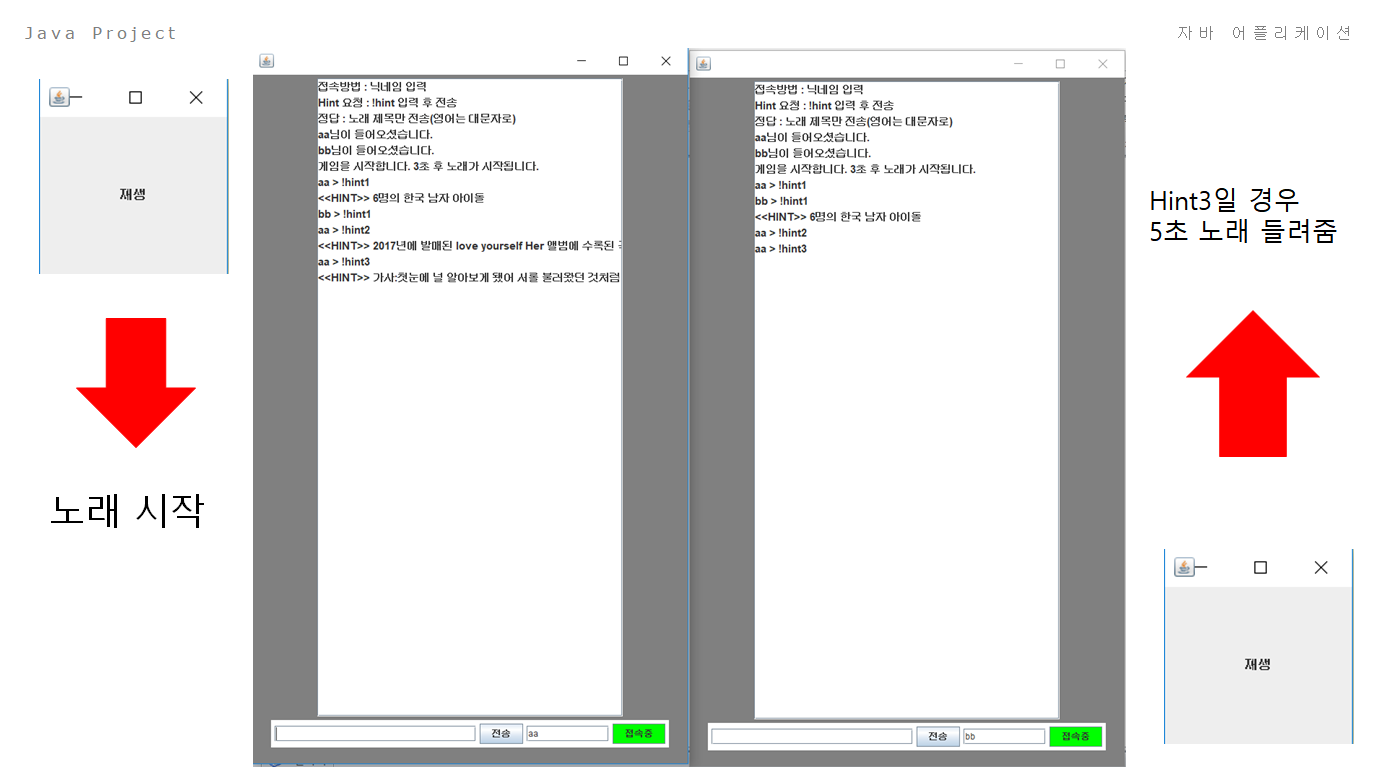 Java Project
자바 어플리케이션
재생
노래 시작
접속방법 : 닉네임 입력
Hint 요청 : !hint 입력 후 전송
정답 : 노래 제목만 전송(영어는 대문자로)
aa님이 들어오셨습니다.
bb님이 들어오셨습니다.
게임을 시작합니다. 3초 후 노래가 시작됩니다.
aa > !hint1
<<HINT>> 6명의 한국 남자 아이돌
bb > !hint1
aa > !hint2
<<HINT>> 2017년에 발매된 love yourself Her 앨범에 수록된
aa > !hint3
<<HINT>> 가사:첫눈에 널 알아보게 됐어 서롤 불러왔던 것처럼
전송 aa 접속중
접속방법 : 닉네임 입력
Hint 요청 : !hint 입력 후 전송
정답 : 노래 제목만 전송(영어는 대문자로)
aa님이 들어오셨습니다.
bb님이 들어오셨습니다.
게임을 시작합니다. 3초 후 노래가 시작됩니다.
aa > !hint1
bb > !hint1
<<HINT>> 6명의 한국 남자 아이돌
aa > !hint2
aa > !hint3
전송 bb 접속중
Hint3일 경우
5초 노래 들려줌
재생